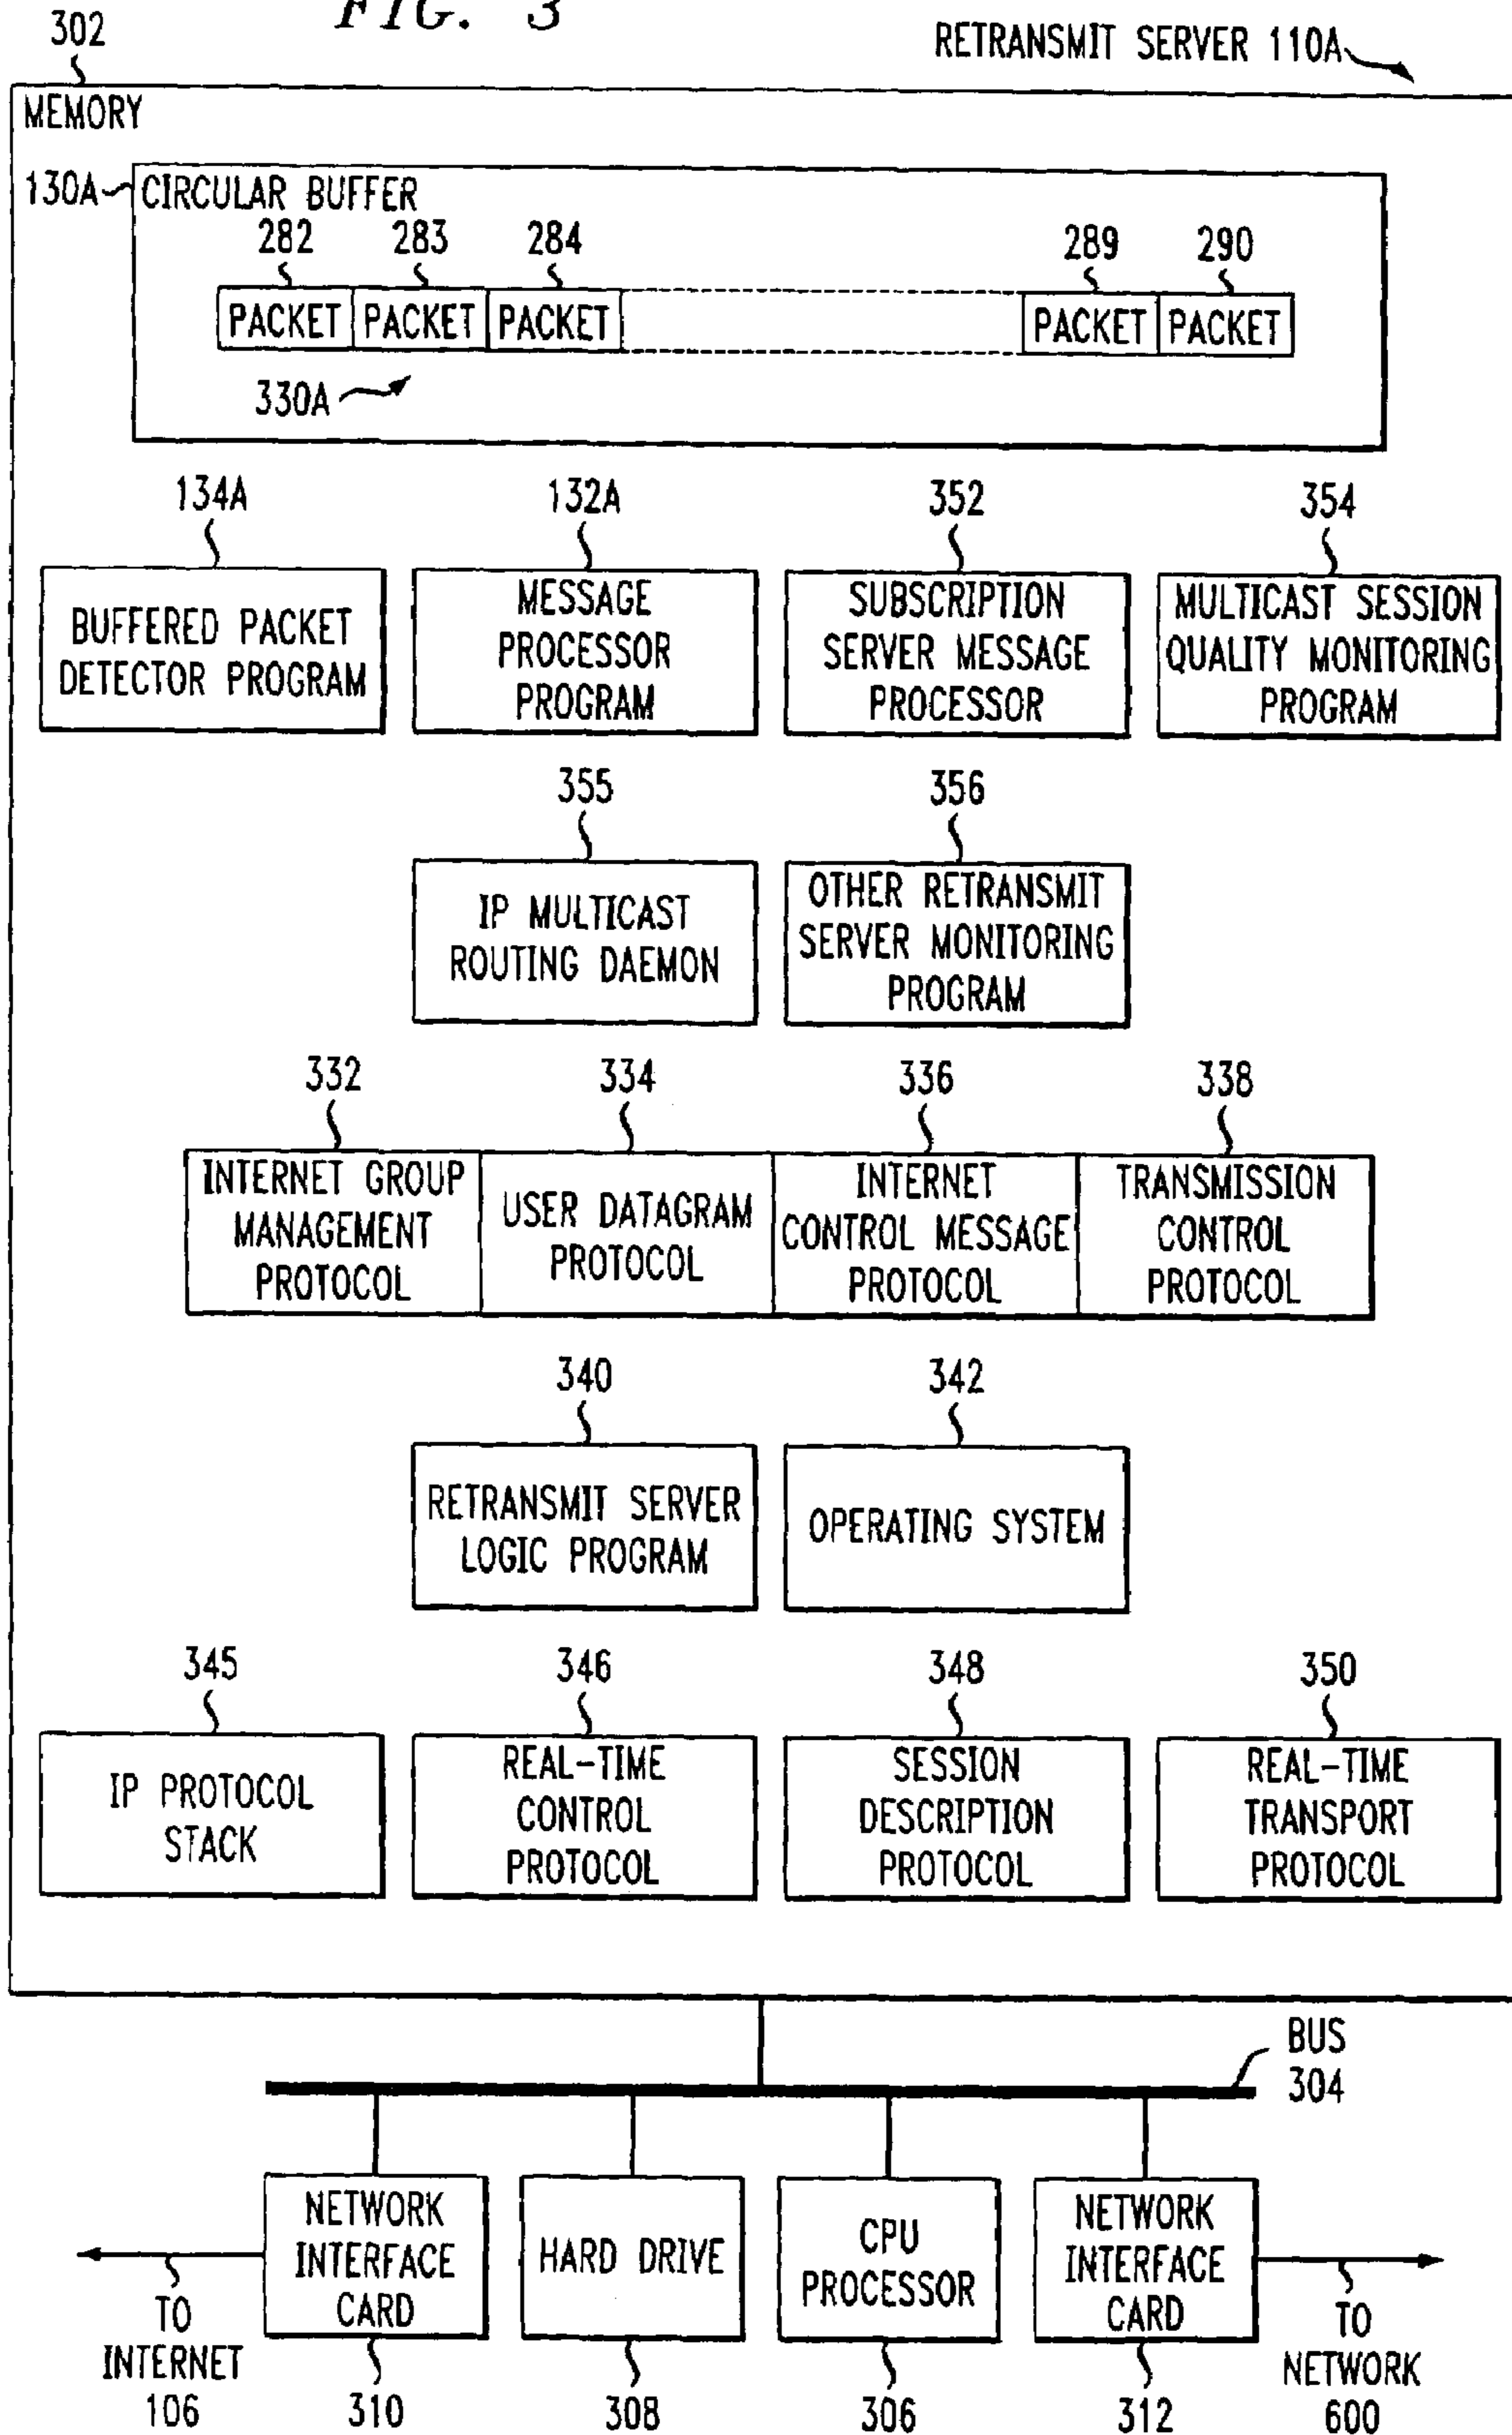 FIG. 3
302
RETRANSMIT SERVER 110A
MEMORY
130A
CIRCULAR BUFFER
282
283
284
289
290
PACKET
PACKET
PACKET
PACKET
PACKET
330A
134A
132A
352
354
BUFFERED PACKET
DETECTOR PROGRAM
MESSAGE
PROCESSOR
PROGRAM
SUBSCRIPTION
SERVER MESSAGE
PROCESSOR
MULTICAST SESSION
QUALITY MONITORING
PROGRAM
355
356
IP MULTICAST
ROUTING DAEMON
OTHER RETRANSMIT
SERVER MONITORING
PROGRAM
332
334
336
338
INTERNET GROUP
MANAGEMENT
PROTOCOL
USER DATAGRAM
PROTOCOL
INTERNET
CONTROL MESSAGE
PROTOCOL
TRANSMISSION
CONTROL
PROTOCOL
340
342
RETRANSMIT SERVER
LOGIC PROGRAM
OPERATING SYSTEM
345
346
348
350
IP PROTOCOL
STACK
REAL-TIME
CONTROL
PROTOCOL
SESSION
DESCRIPTION
PROTOCOL
REAL-TIME
TRANSPORT
PROTOCOL
BUS
304
NETWORK
INTERFACE
CARD
HARD DRIVE
CPU
PROCESSOR
NETWORK
INTERFACE
CARD
TO
INTERNET
106
310
308
306
312
TO
NETWORK
600